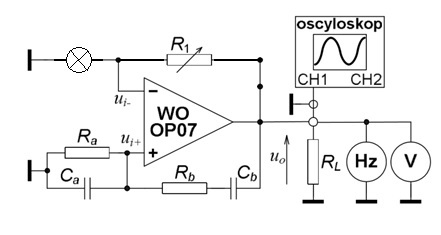 oscyloskop
CH1 CH2
R1
ui-
WO
OP07
ui+
Ra
Ca
Rb
Cb
uo
RL
Hz
V